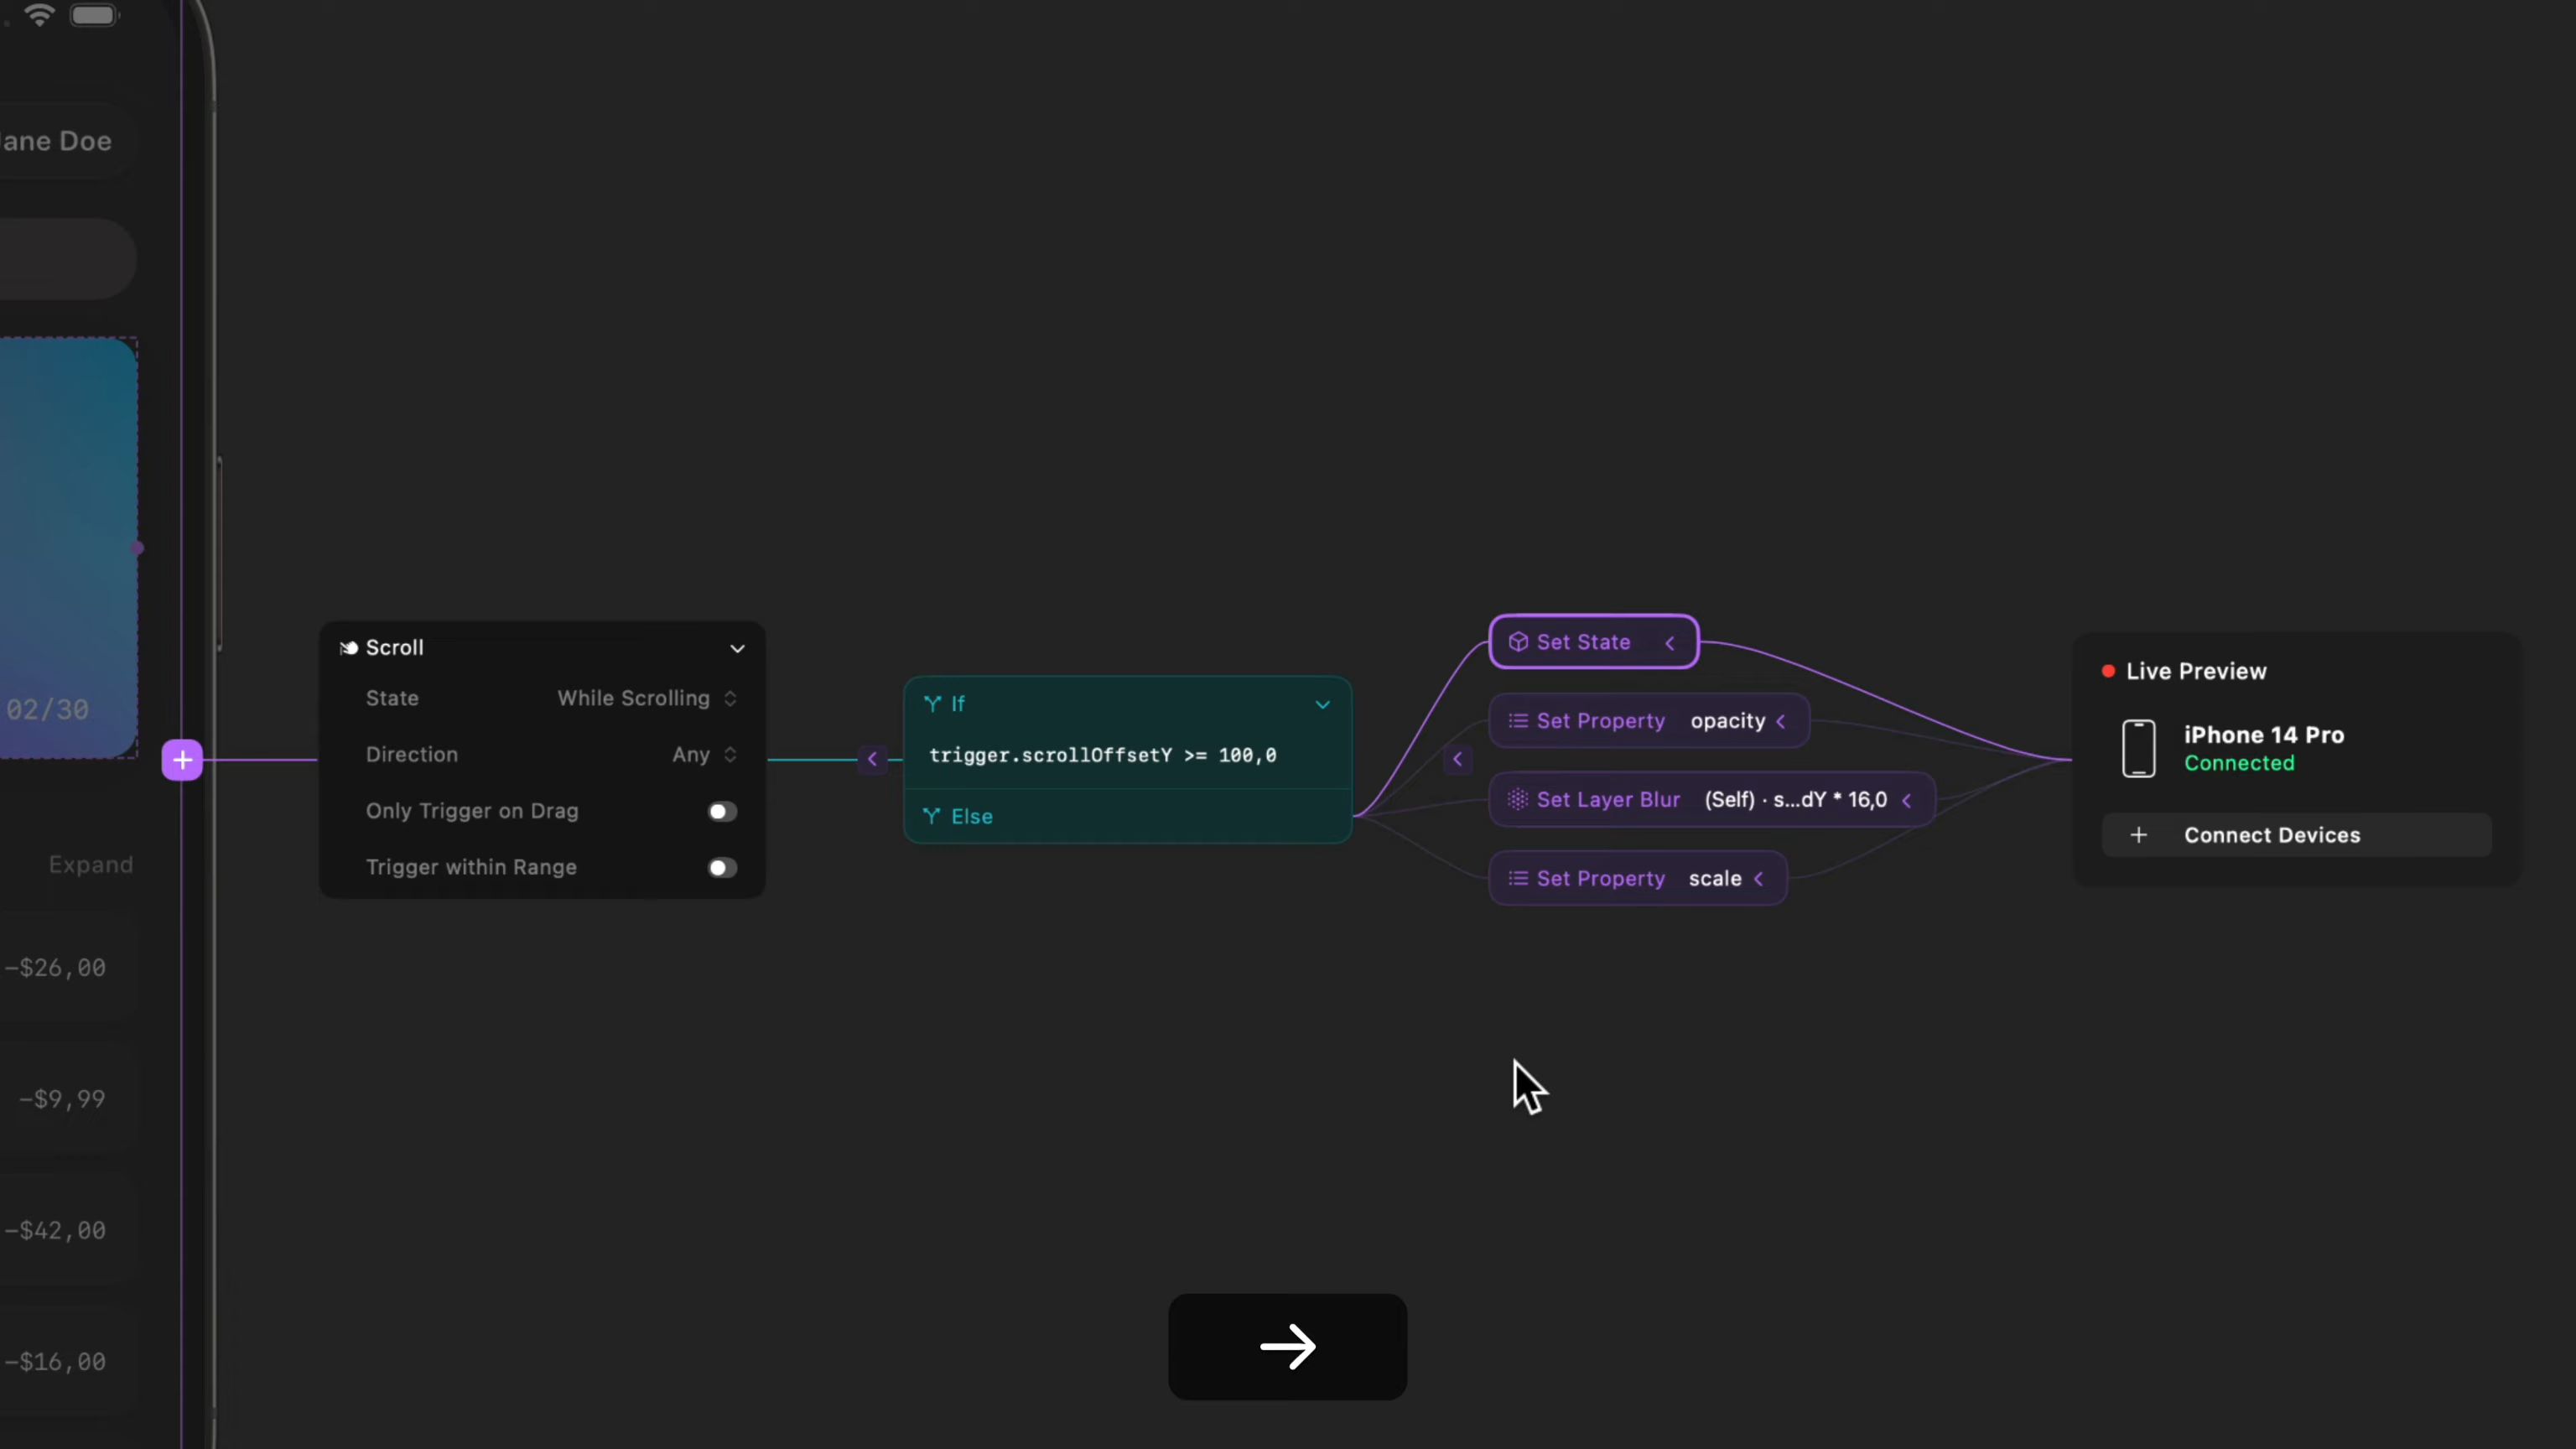 ane Doe
02/30
Expand
−$26,00
−$9,99
−$42,00
−$16,00
Scroll
State While Scrolling
Direction Any
Only Trigger on Drag
Trigger within Range
If
trigger.scrollOffsetY >= 100,0
Else
Set State
Set Property opacity
Set Layer Blur (Self) · s...dY * 16,0
Set Property scale
Live Preview
iPhone 14 Pro
Connected
+ Connect Devices